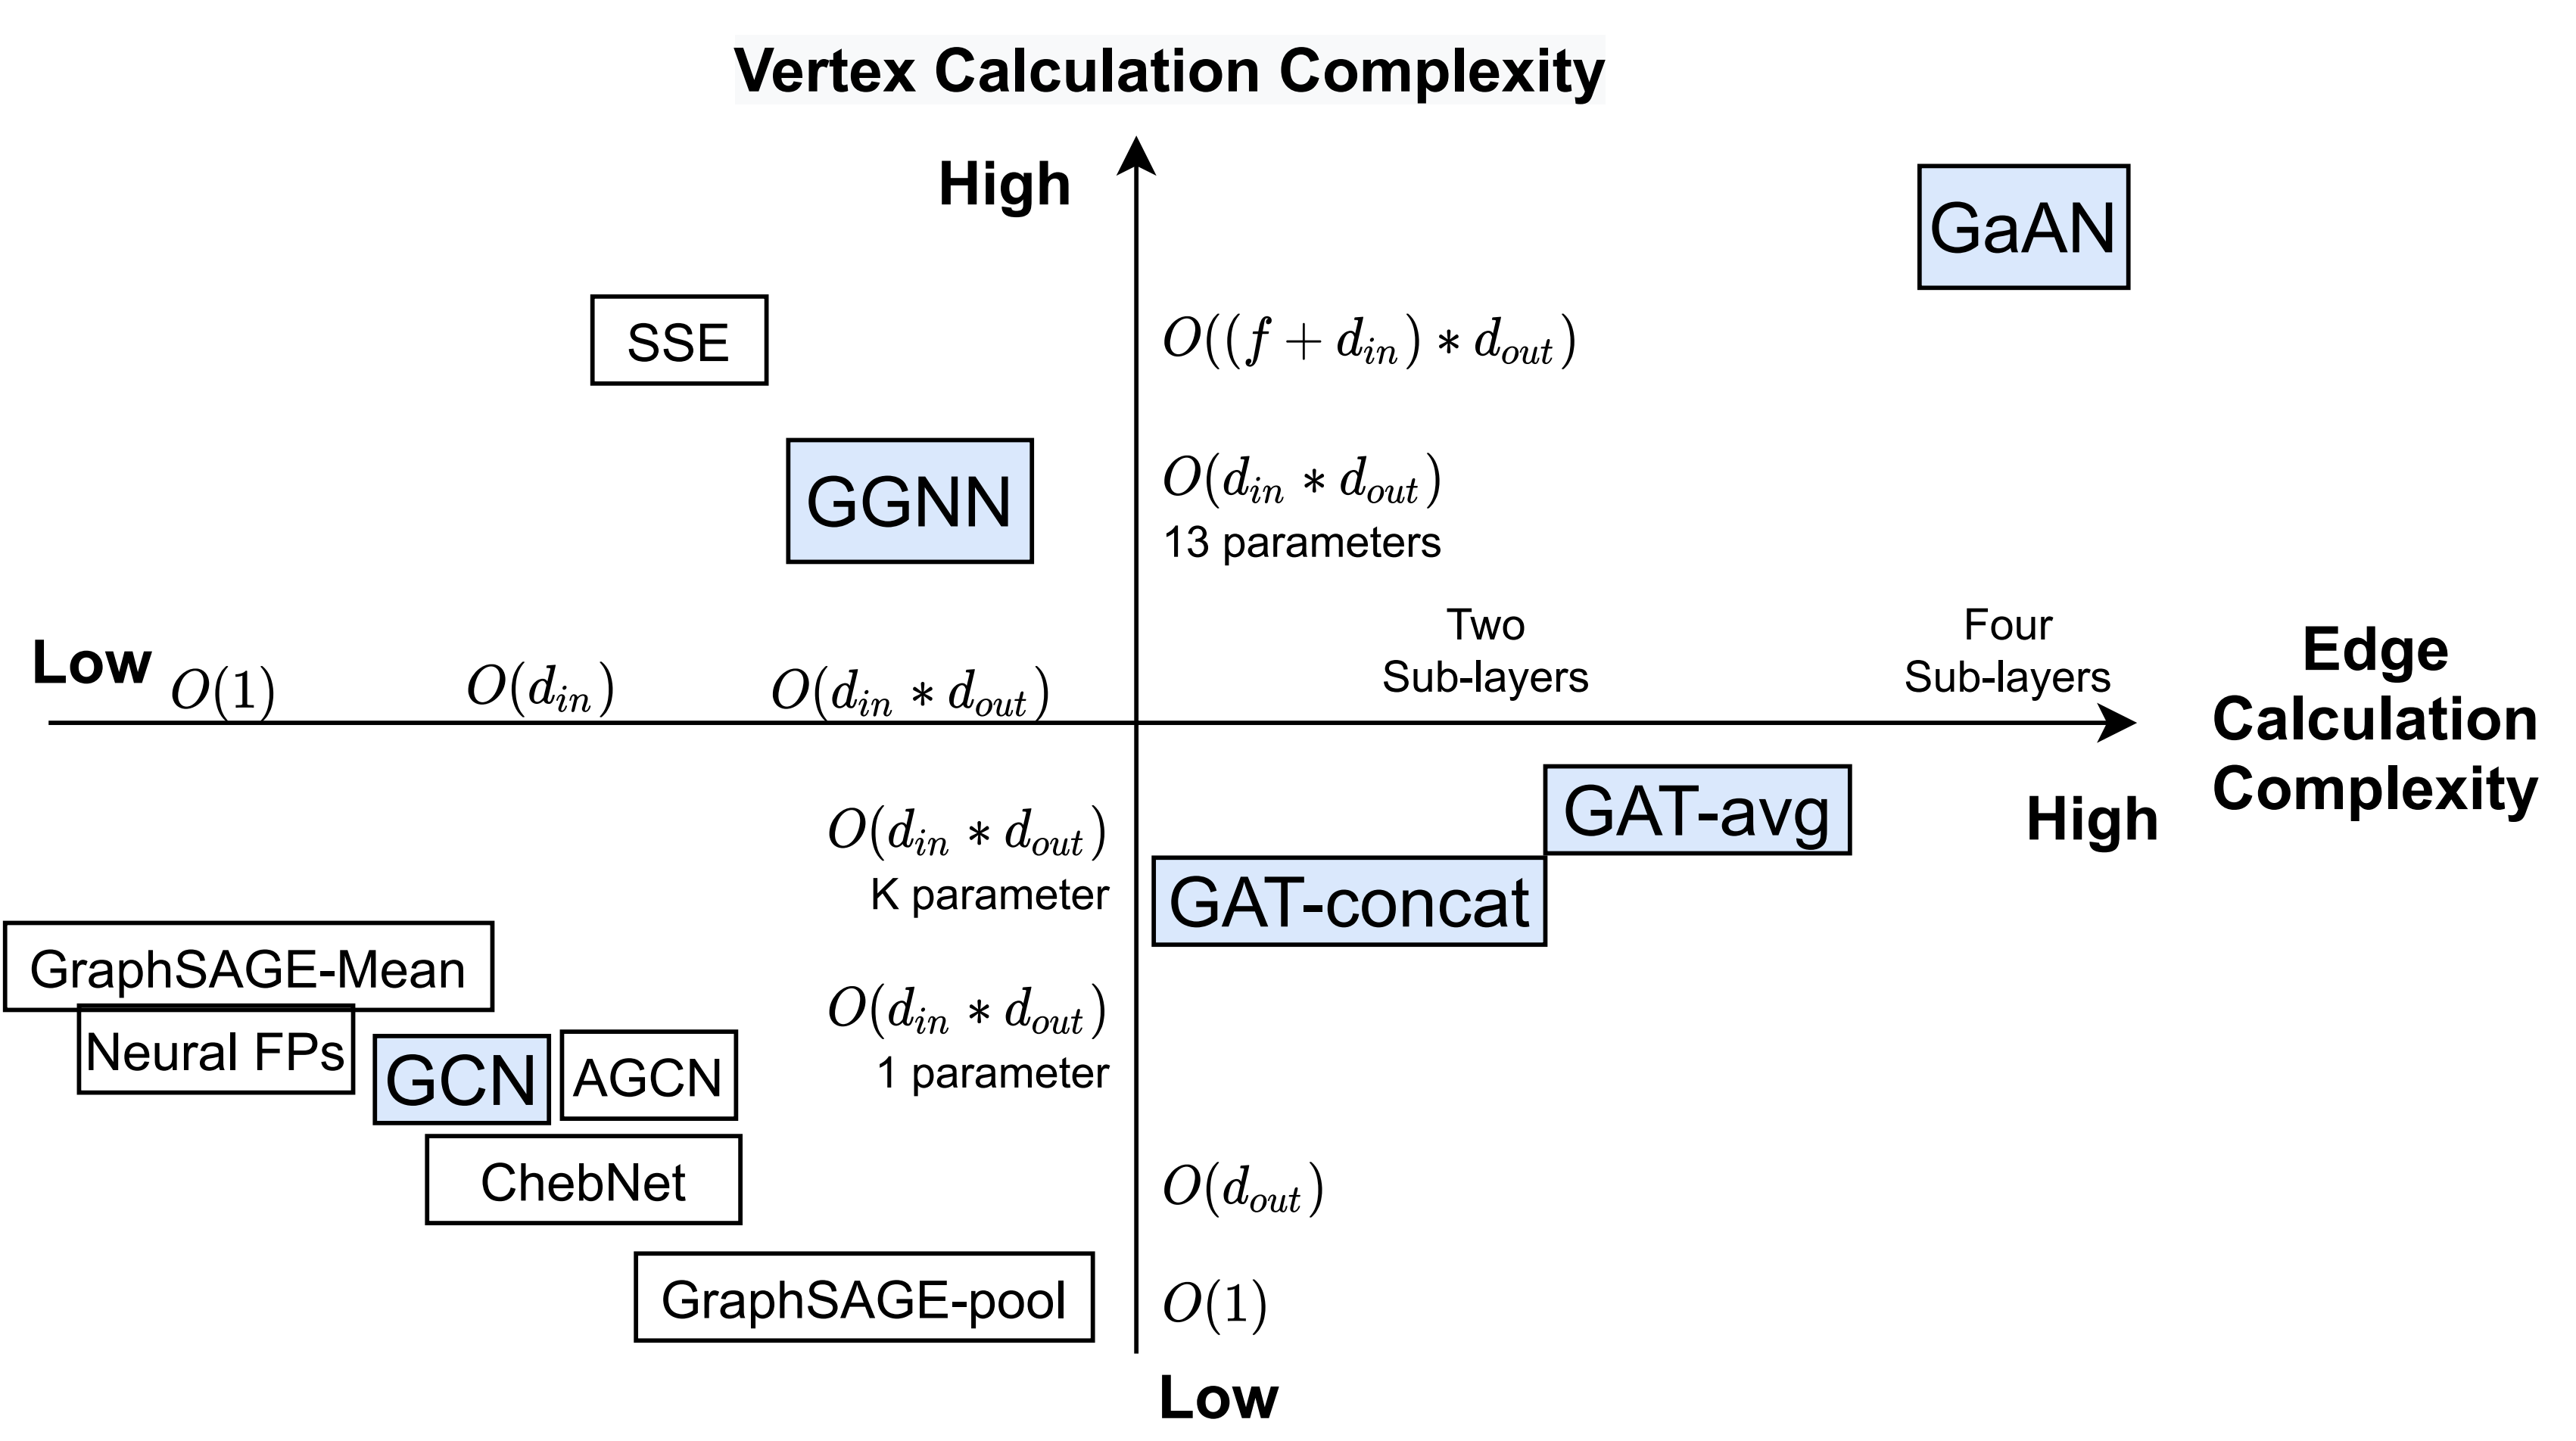 Vertex Calculation Complexity
High
GaAN
SSE
O((f + d_in) * d_out)
GGNN
O(d_in * d_out)
13 parameters
Low
O(1)
O(d_in)
O(d_in * d_out)
Two
Sub-layers
Four
Sub-layers
Edge
Calculation
Complexity
High
O(d_in * d_out)
K parameter
GAT-avg
GAT-concat
GraphSAGE-Mean
Neural FPs
GCN
AGCN
O(d_in * d_out)
1 parameter
ChebNet
O(d_out)
GraphSAGE-pool
O(1)
Low